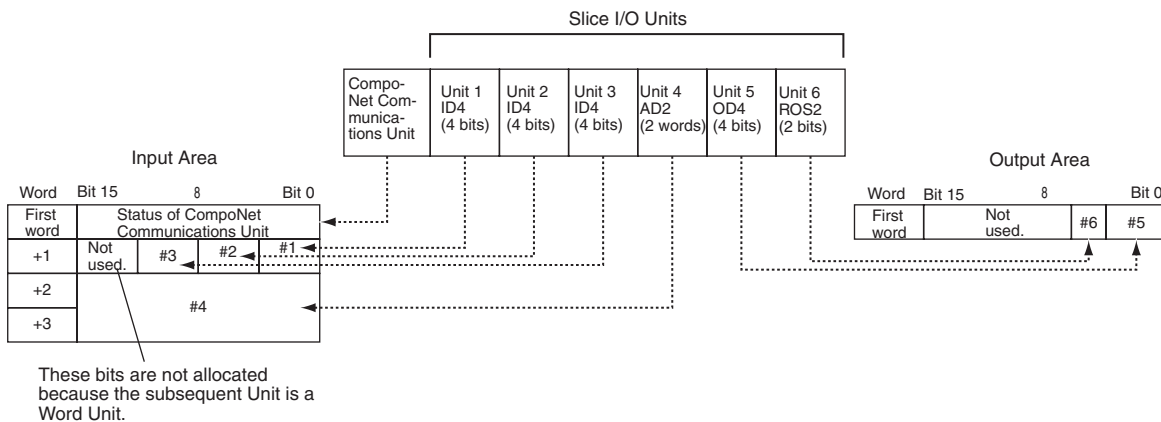 Slice I/O Units
Compo-
Net Com-
munica-
tions
Unit
Unit 1
ID4
(4 bits)
Unit 2
ID4
(4 bits)
Unit 3
ID4
(4 bits)
Unit 4
AD2
(2 words)
Unit 5
OD4
(4 bits)
Unit 6
ROS2
(2 bits)
Input Area
Word Bit 15 8 Bit 0
First
word
Status of CompoNet
Communications Unit
+1
Not
used.
#3
#2
#1
+2
+3
#4
These bits are not allocated
because the subsequent Unit is a
Word Unit.
Output Area
Word Bit 15 8 Bit 0
First
word
Not
used.
#6
#5